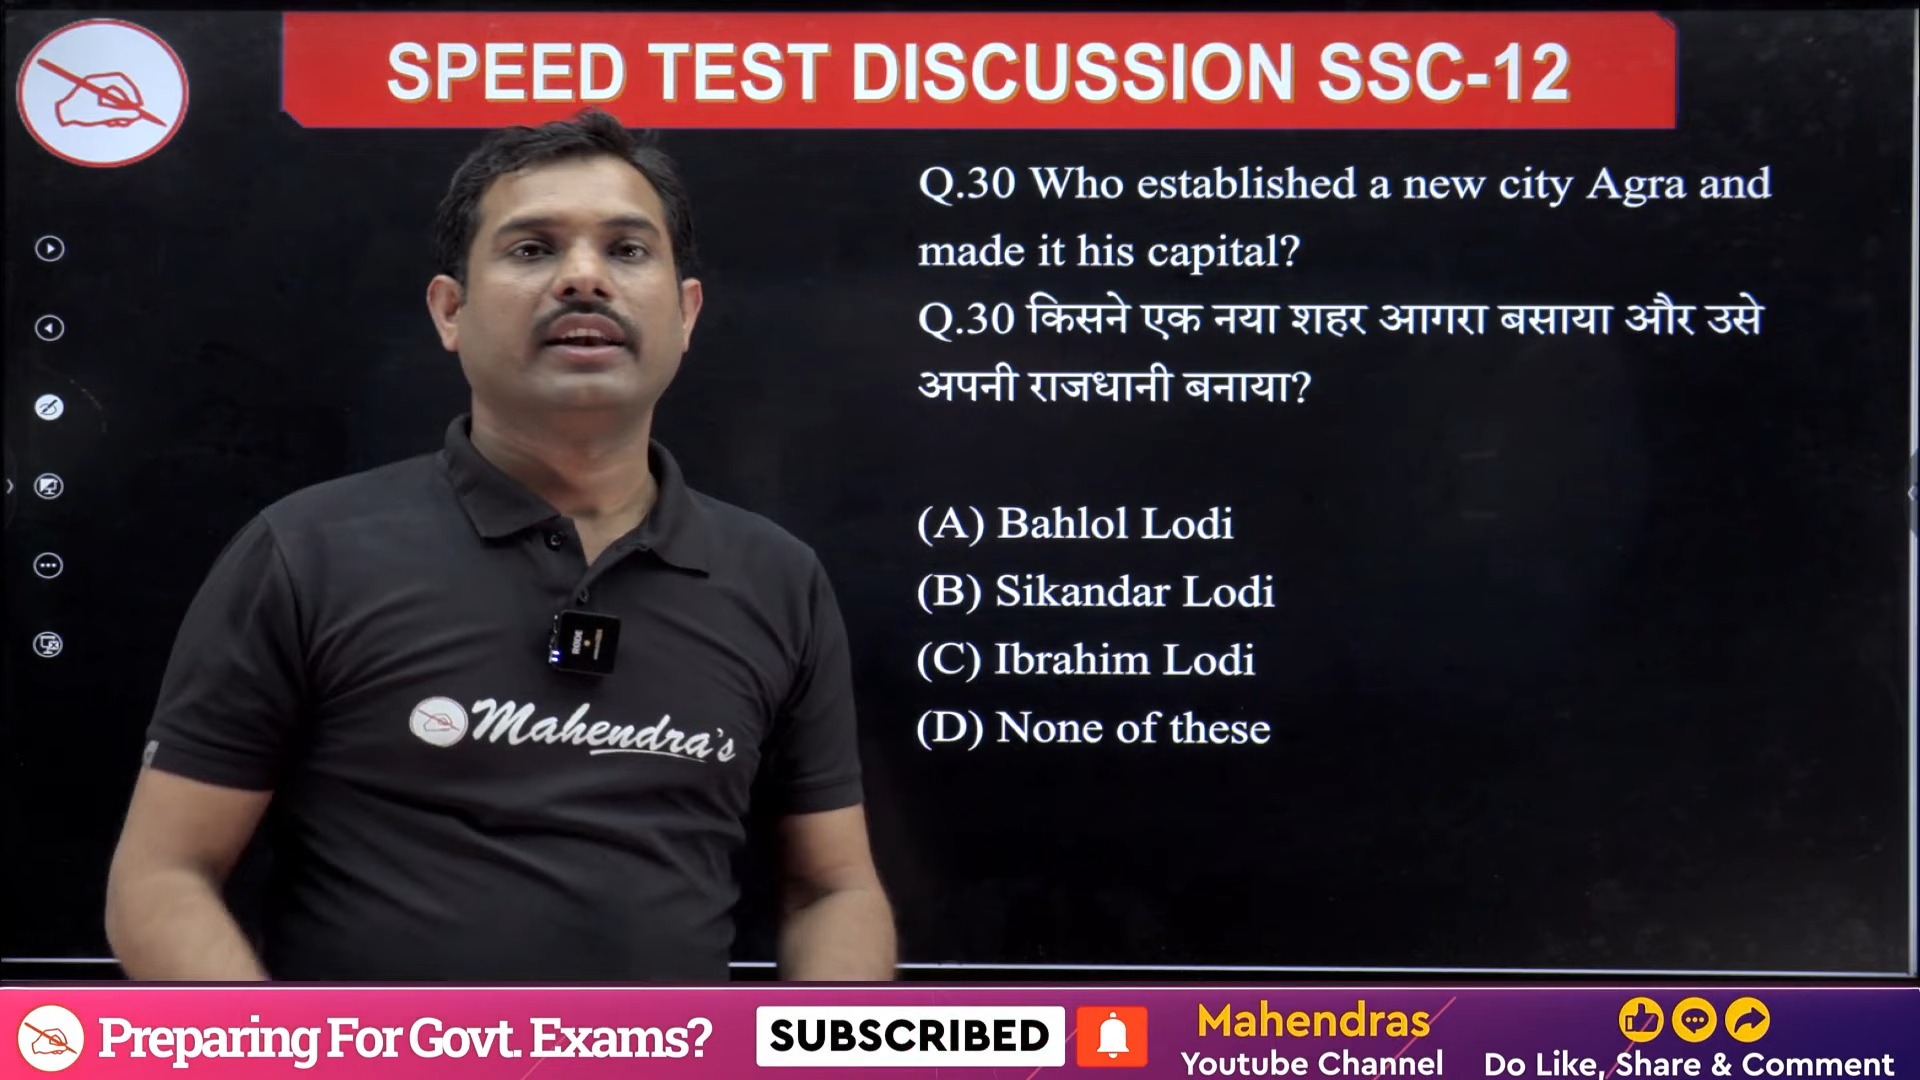 SPEED TEST DISCUSSION SSC-12
Q.30 Who established a new city Agra and
made it his capital?
Q.30 किसने एक नया शहर आगरा बसाया और उसे
अपनी राजधानी बनाया?
(A) Bahlol Lodi
(B) Sikandar Lodi
(C) Ibrahim Lodi
(D) None of these
RODE
Mahendra's
Preparing For Govt. Exams?
SUBSCRIBED
Mahendras
Youtube Channel
Do Like, Share & Comment